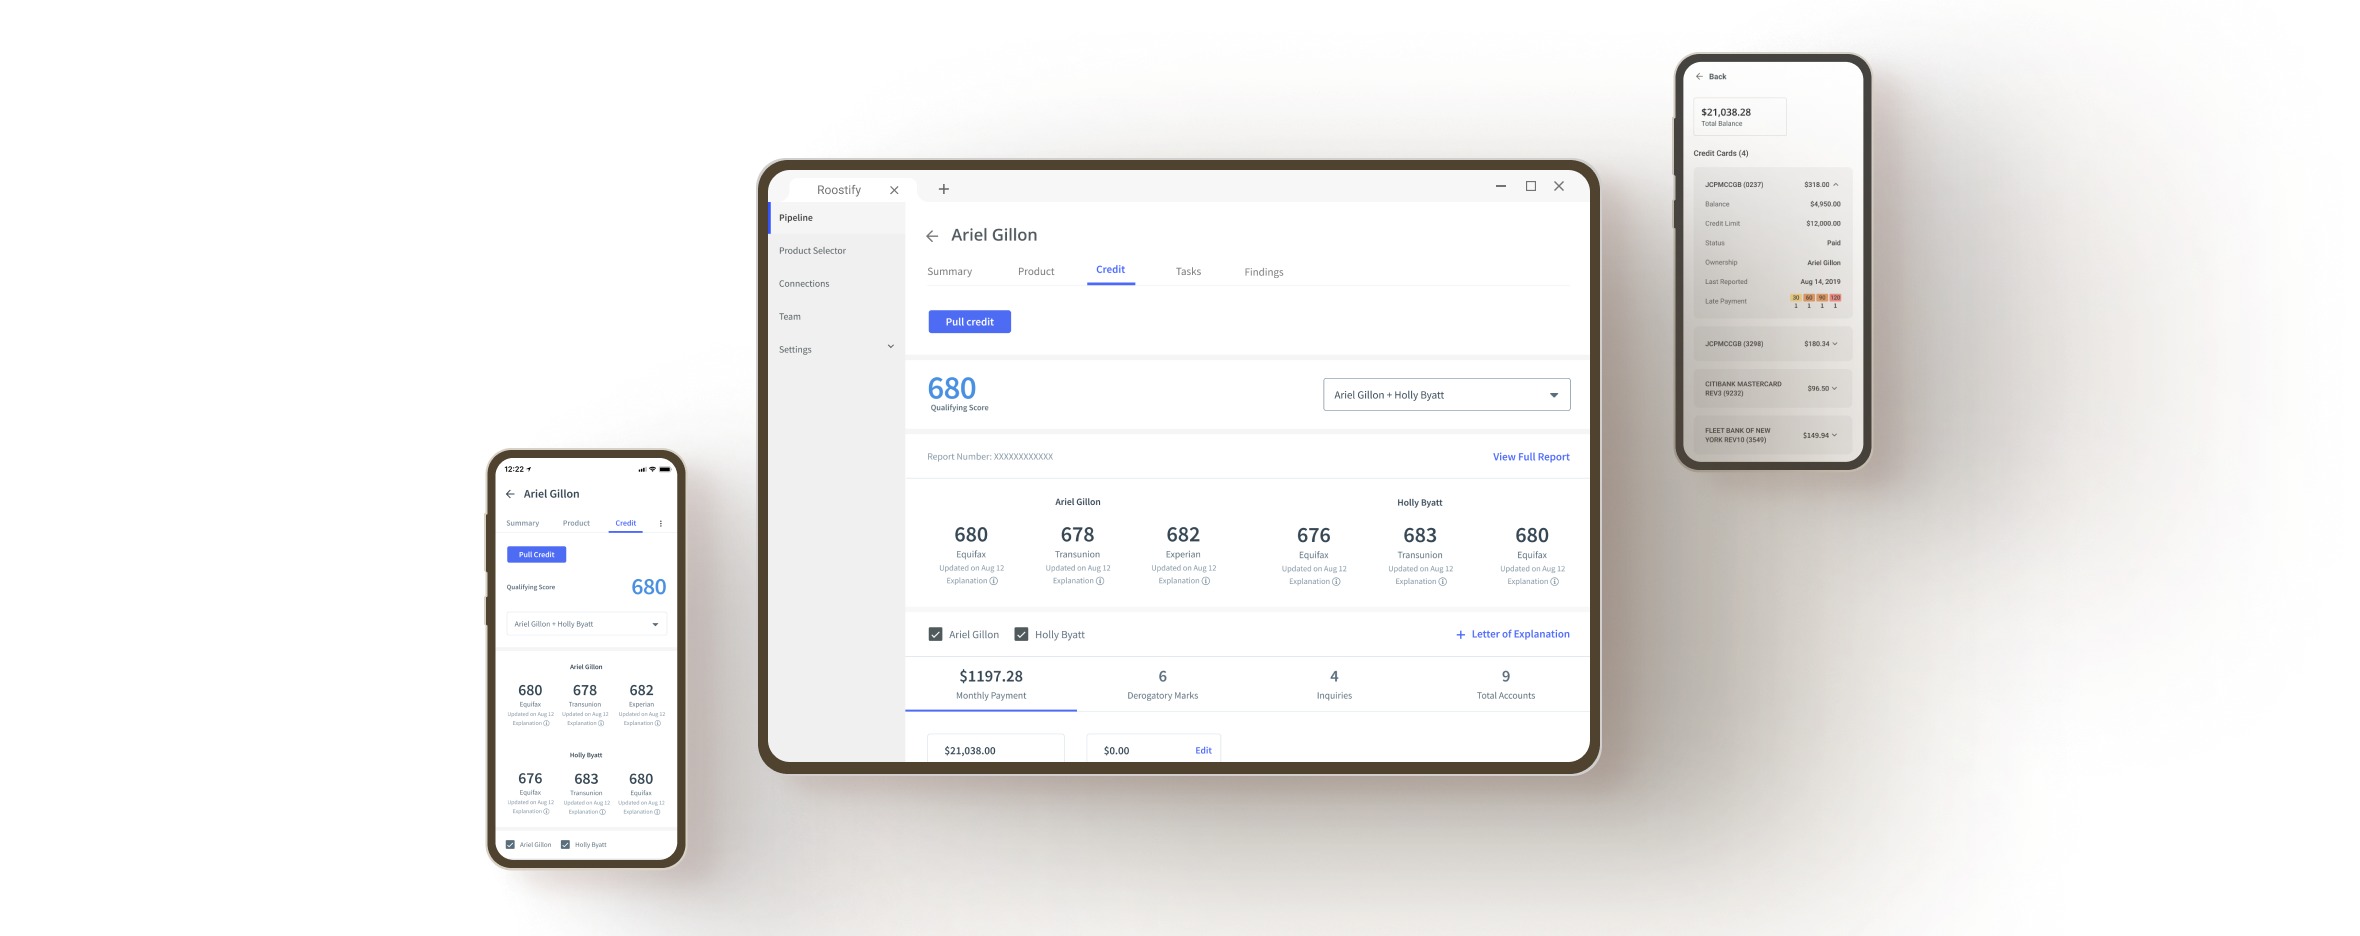 12:22
Ariel Gillon
Summary Product Credit
Pull Credit
Qualifying Score 680
Ariel Gillon + Holly Byatt
Ariel Gillon
680 678 682
Equifax Transunion Experian
Updated on Aug 12 Updated on Aug 12 Updated on Aug 12
Explanation Explanation Explanation
Holly Byatt
676 683 680
Equifax Transunion Equifax
Updated on Aug 12 Updated on Aug 12 Updated on Aug 12
Explanation Explanation Explanation
Ariel Gillon Holly Byatt
Roostify
Pipeline
Product Selector
Connections
Team
Settings
Ariel Gillon
Summary Product Credit Tasks Findings
Pull credit
680
Qualifying Score
Ariel Gillon + Holly Byatt
Report Number: XXXXXXXXXXXX View Full Report
Ariel Gillon Holly Byatt
680 678 682 676 683 680
Equifax Transunion Experian Equifax Transunion Equifax
Updated on Aug 12 Updated on Aug 12 Updated on Aug 12 Updated on Aug 12 Updated on Aug 12 Updated on Aug 12
Explanation Explanation Explanation Explanation Explanation Explanation
Ariel Gillon Holly Byatt + Letter of Explanation
$1197.28 6 4 9
Monthly Payment Derogatory Marks Inquiries Total Accounts
$21,038.00 $0.00 Edit
Back
$21,038.28
Total Balance
Credit Cards (4)
JCPMCCGB (0237) $318.00
Balance $4,950.00
Credit Limit $12,000.00
Status Paid
Ownership Ariel Gillon
Last Reported Aug 14, 2019
Late Payment 30 60 90 120
1 1 1 1
JCPMCCGB (3298) $180.34
CITIBANK MASTERCARD
REV3 (9232) $96.50
FLEET BANK OF NEW
YORK REV10 (3549) $149.94